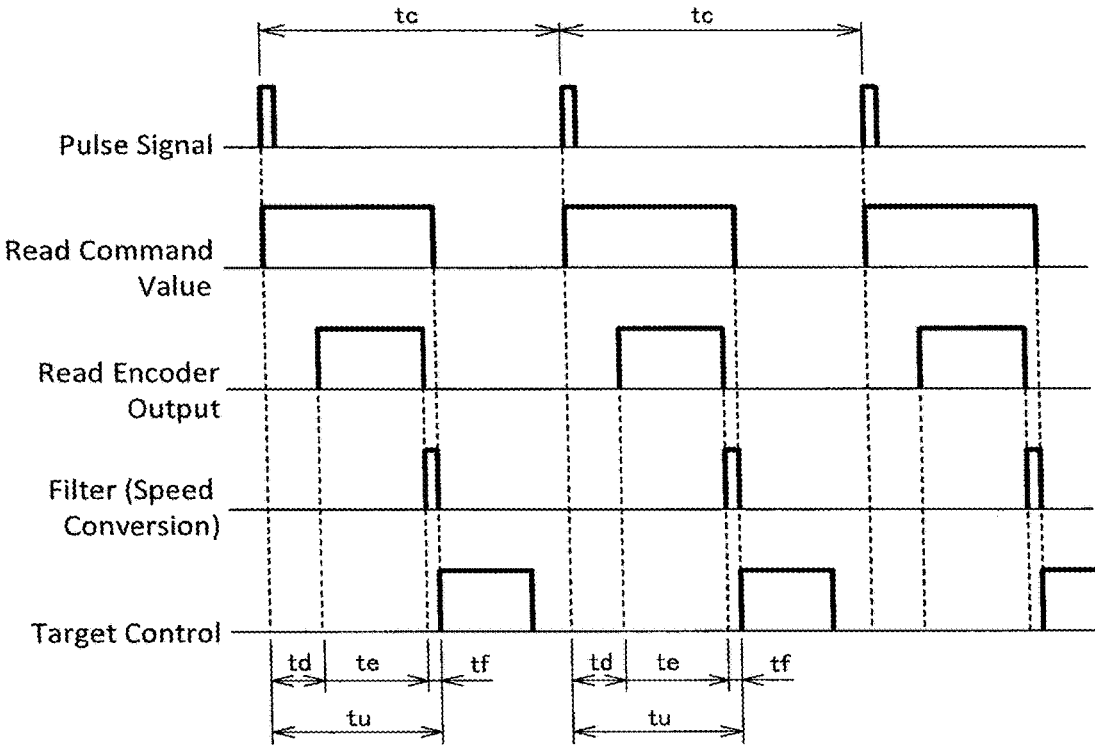 tc tc
Pulse Signal
Read Command
Value
Read Encoder
Output
Filter (Speed
Conversion)
Target Control
td te tf td te tf
tu tu